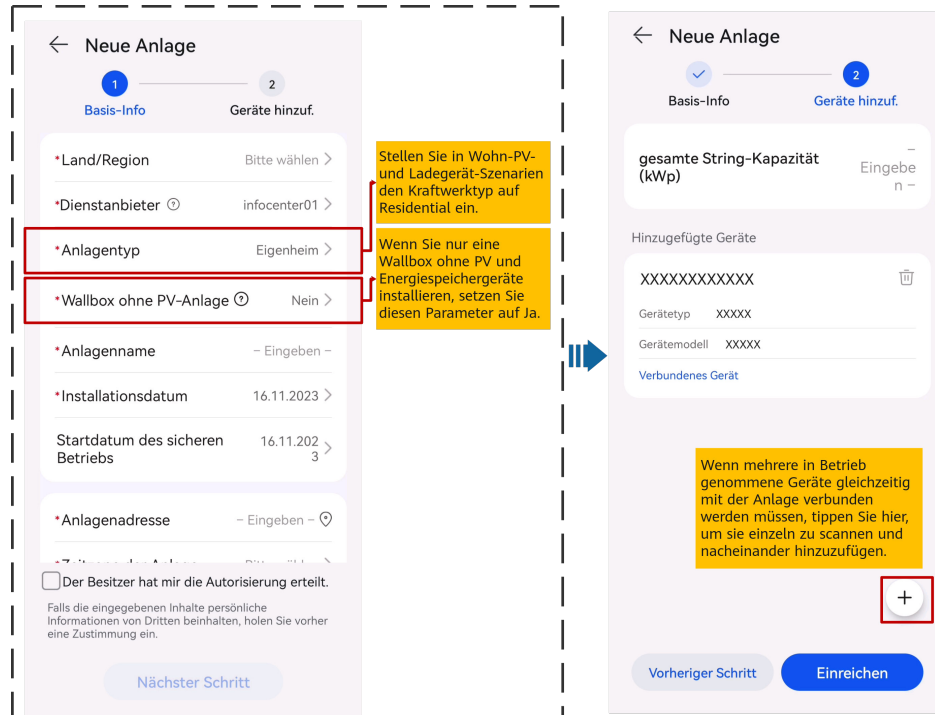 Neue Anlage
1
2
Basis-Info
Geräte hinzuf.
*Land/Region
Bitte wählen
*Dienstanbieter
infocenter01
*Anlagentyp
Eigenheim
*Wallbox ohne PV-Anlage
Nein
*Anlagenname
– Eingeben –
*Installationsdatum
16.11.2023
Startdatum des sicheren
Betriebs
16.11.202
3
*Anlagenadresse
– Eingeben –
Der Besitzer hat mir die Autorisierung erteilt.
Falls die eingegebenen Inhalte persönliche
Informationen von Dritten beinhalten, holen Sie vorher
eine Zustimmung ein.
Nächster Schritt
Stellen Sie in Wohn-PV-
und Ladegerät-Szenarien
den Kraftwerktyp auf
Residential ein.
Wenn Sie nur eine
Wallbox ohne PV und
Energiespeichergeräte
installieren, setzen Sie
diesen Parameter auf Ja.
Neue Anlage
2
Basis-Info
Geräte hinzuf.
gesamte String-Kapazität
(kWp)
–
Eingebe
n –
Hinzugefügte Geräte
XXXXXXXXXXXX
Gerätetyp XXXXX
Gerätemodell XXXXX
Verbundenes Gerät
Wenn mehrere in Betrieb
genommene Geräte gleichzeitig
mit der Anlage verbunden
werden müssen, tippen Sie hier,
um sie einzeln zu scannen und
nacheinander hinzuzufügen.
+
Vorheriger Schritt
Einreichen